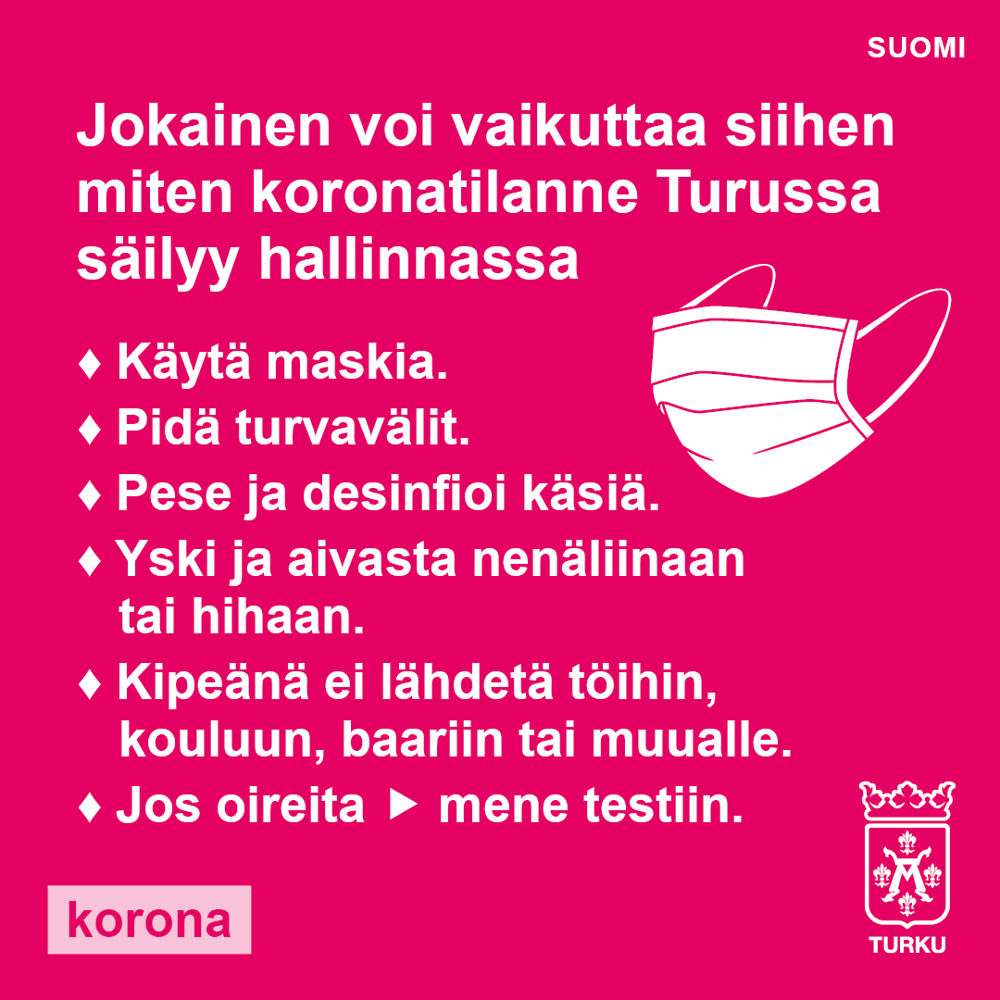 SUOMI
Jokainen voi vaikuttaa siihen
miten koronatilanne Turussa
säilyy hallinnassa
♦ Käytä maskia.
♦ Pidä turvavälit.
♦ Pese ja desinfioi käsiä.
♦ Yski ja aivasta nenäliinaan
tai hihaan.
♦ Kipeänä ei lähdetä töihin,
kouluun, baariin tai muualle.
♦ Jos oireita ▶ mene testiin.
korona
TURKU